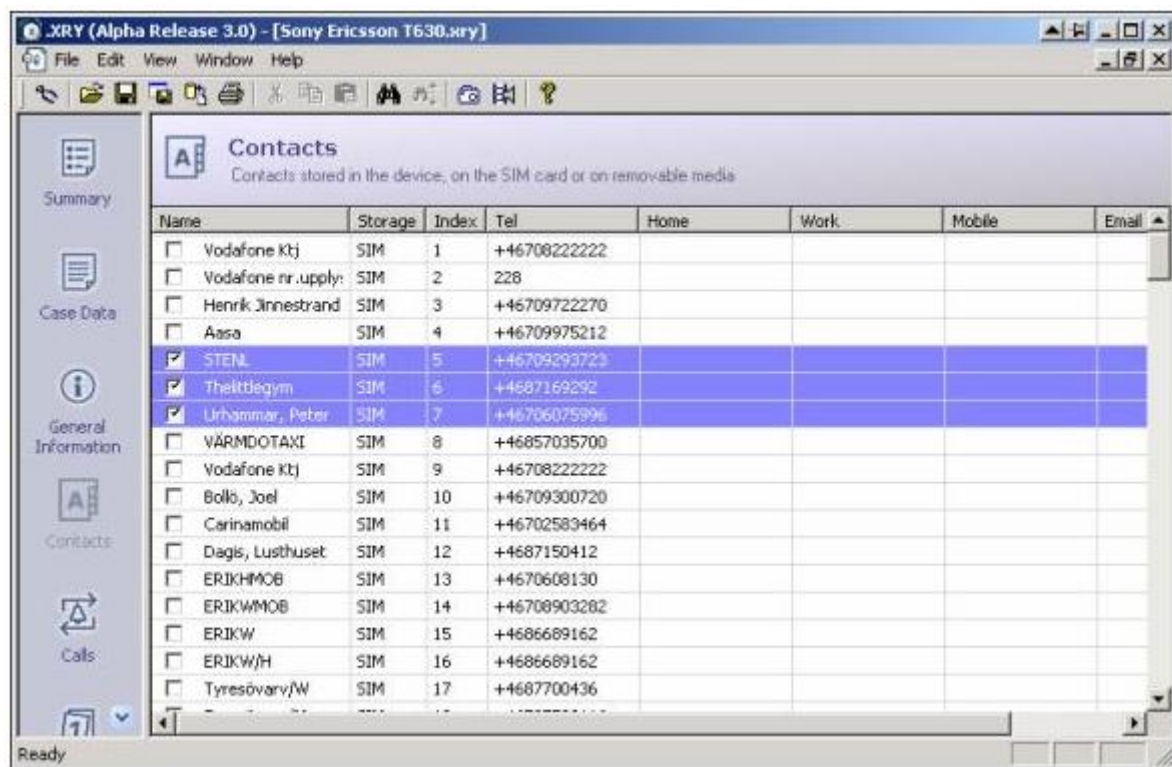 .XRY (Alpha Release 3.0) - [Sony Ericsson T630.xry]
File Edit View Window Help
Summary
Case Data
General
Information
Contacts
Calls
Contacts
Contacts stored in the device, on the SIM card or on removable media
Name Storage Index Tel Home Work Mobile Email
Vodafone Ktj SIM 1 +46708222222
Vodafone nr.upply SIM 2 228
Henrik Jinnestrand SIM 3 +46709722270
Aasa SIM 4 +46709975212
STENL SIM 5 +46709293723
Thelittlegym SIM 6 +4687169292
Urhammar, Peter SIM 7 +46706075996
VÄRMDOTAXI SIM 8 +46857035700
Vodafone Ktj SIM 9 +46708222222
Bollö, Joel SIM 10 +46709300720
Carinamobil SIM 11 +46702583464
Dagis, Lusthuset SIM 12 +4687150412
ERIKHMOB SIM 13 +4670608130
ERIKWMOB SIM 14 +46708903282
ERIKW SIM 15 +4686689162
ERIKW/H SIM 16 +4686689162
Tyresövarv/W SIM 17 +4687700436
Ready